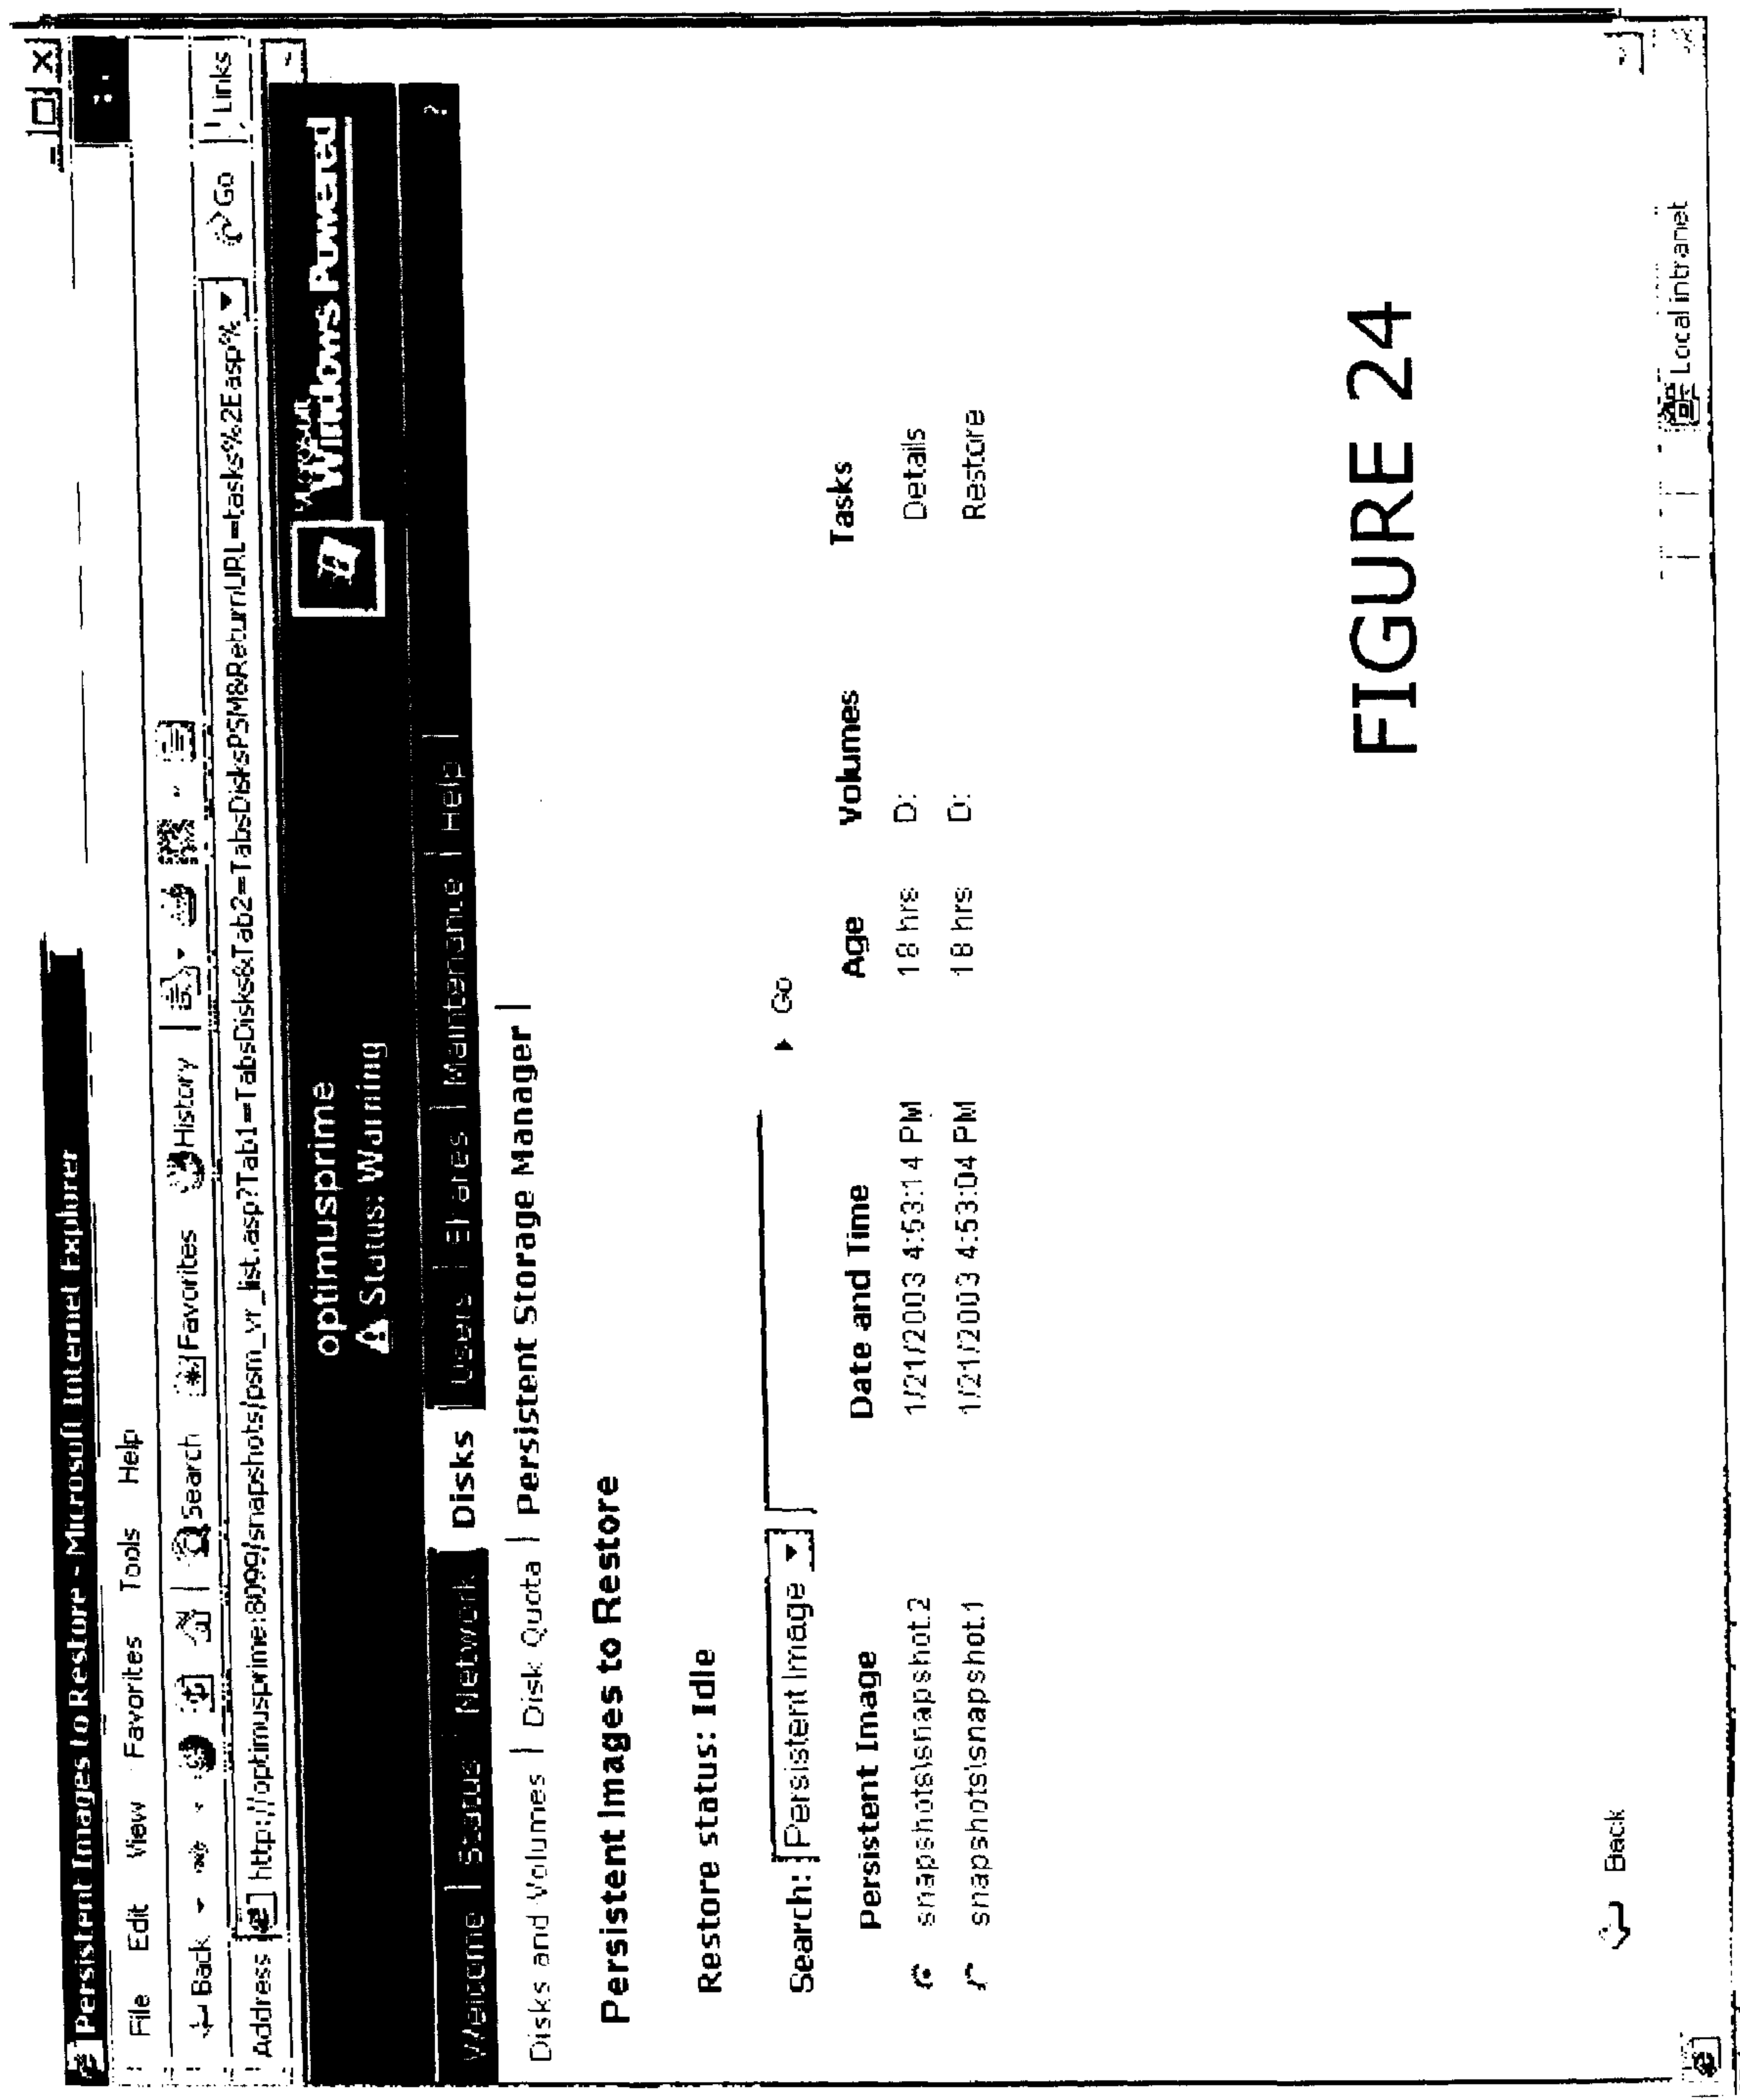 Persistent Images to Restore - Microsoft Internet Explorer
File Edit View Favorites Tools Help
Back Search Favorites History
Address http://optimusprime:8099/snapshots/psm_vr_list.asp?Tab1=TabsDisks&Tab2=TabsDisksPSM&ReturnURL=tasks%2Easp% Go Links
optimusprime
Status: Warning
Microsoft
Windows Powered
Welcome | Status | Network | Disks | Users | Shares | Maintenance | Help | ?
Disks and Volumes | Disk Quota | Persistent Storage Manager |
Persistent Images to Restore
Restore status: Idle
Search: Persistent Image Go
Persistent Image Date and Time Age Volumes Tasks
snapshots\snapshot.2 1/21/2003 4:53:14 PM 18 hrs D: Details
snapshots\snapshot.1 1/21/2003 4:53:04 PM 18 hrs D: Restore
Back
Local intranet
FIGURE 24